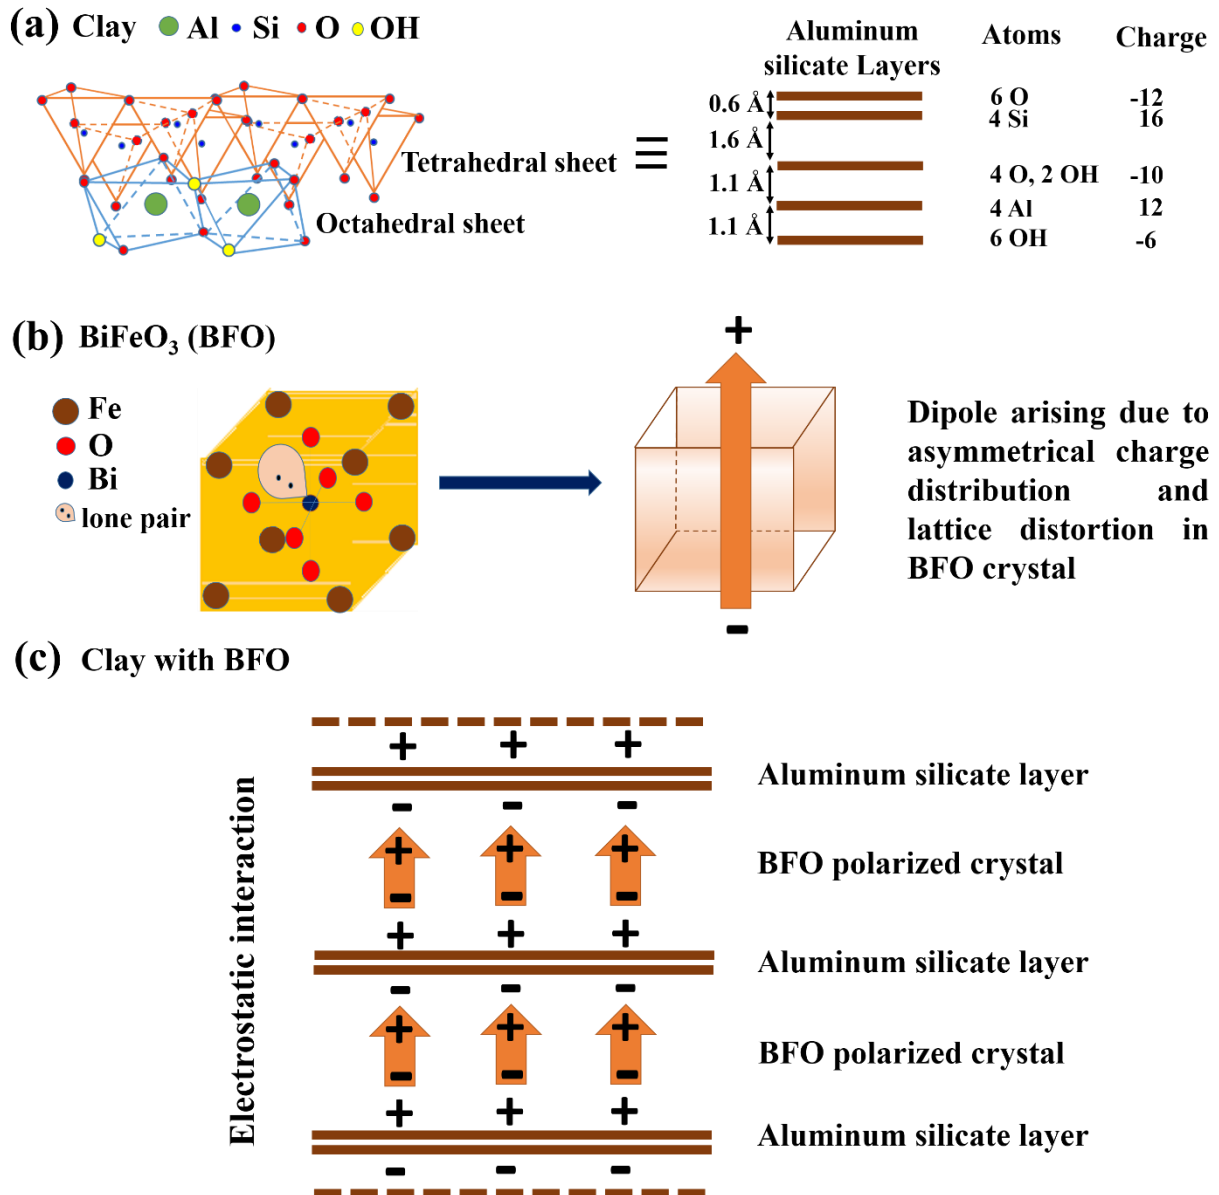 (a) Clay Al Si O OH
Aluminum
silicate Layers
Atoms
Charge
0.6 Å
6 O
-12
4 Si
16
1.6 Å
Tetrahedral sheet
4 O, 2 OH
-10
1.1 Å
4 Al
12
Octahedral sheet
1.1 Å
6 OH
-6
(b) BiFeO₃ (BFO)
Fe
O
Bi
lone pair
+
-
Dipole arising due to
asymmetrical charge
distribution and
lattice distortion in
BFO crystal
(c) Clay with BFO
Electrostatic interaction
+ + +
Aluminum silicate layer
- - -
+ + +
BFO polarized crystal
- - -
+ + +
Aluminum silicate layer
- - -
+ + +
BFO polarized crystal
- - -
+ + +
Aluminum silicate layer
- - -